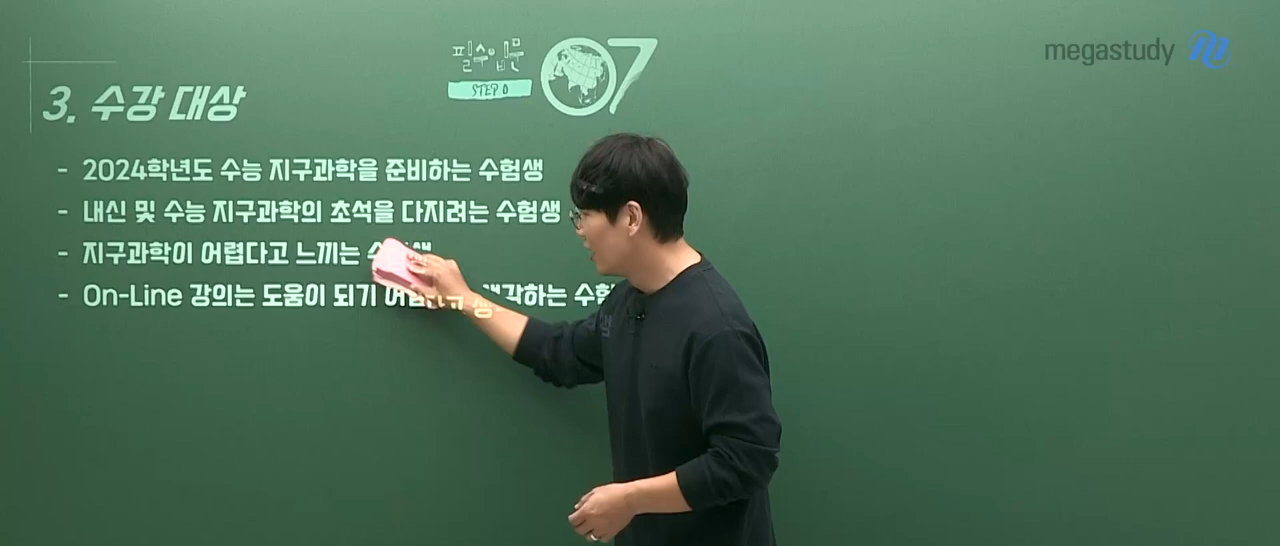 megastudy
필수입문
STEP 0
07
3. 수강 대상
- 2024학년도 수능 지구과학을 준비하는 수험생
- 내신 및 수능 지구과학의 초석을 다지려는 수험생
- 지구과학이 어렵다고 느끼는
- On-Line 강의는 도움이 되기